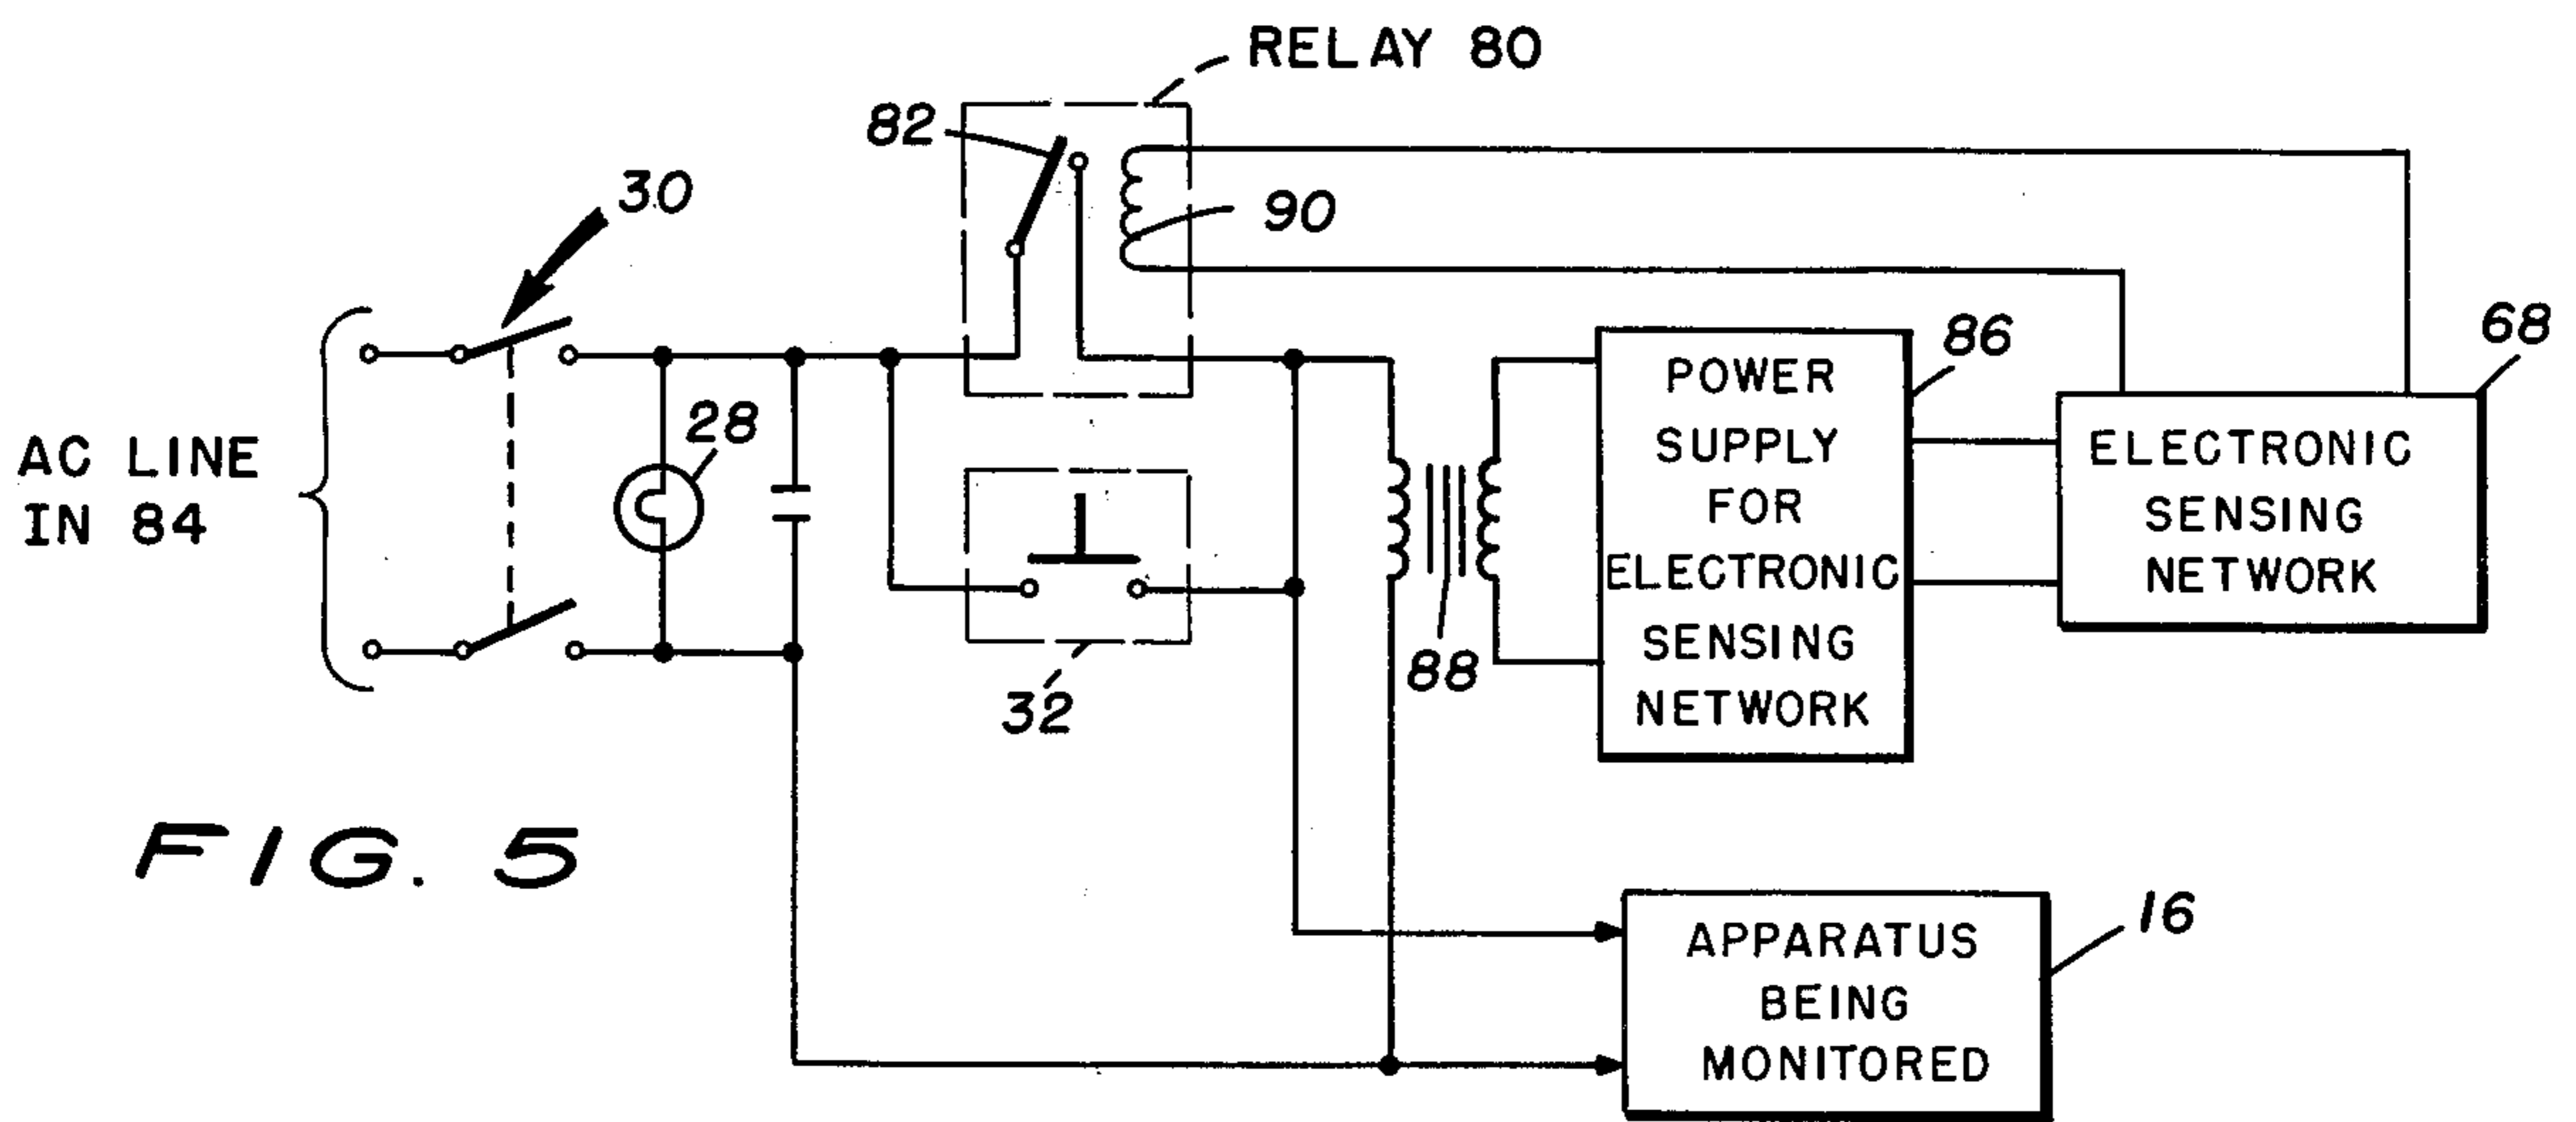 RELAY 80
82
30
90
68
86
AC LINE
IN 84
28
POWER
SUPPLY
FOR
ELECTRONIC
SENSING
NETWORK
ELECTRONIC
SENSING
NETWORK
88
32
FIG. 5
16
APPARATUS
BEING
MONITORED